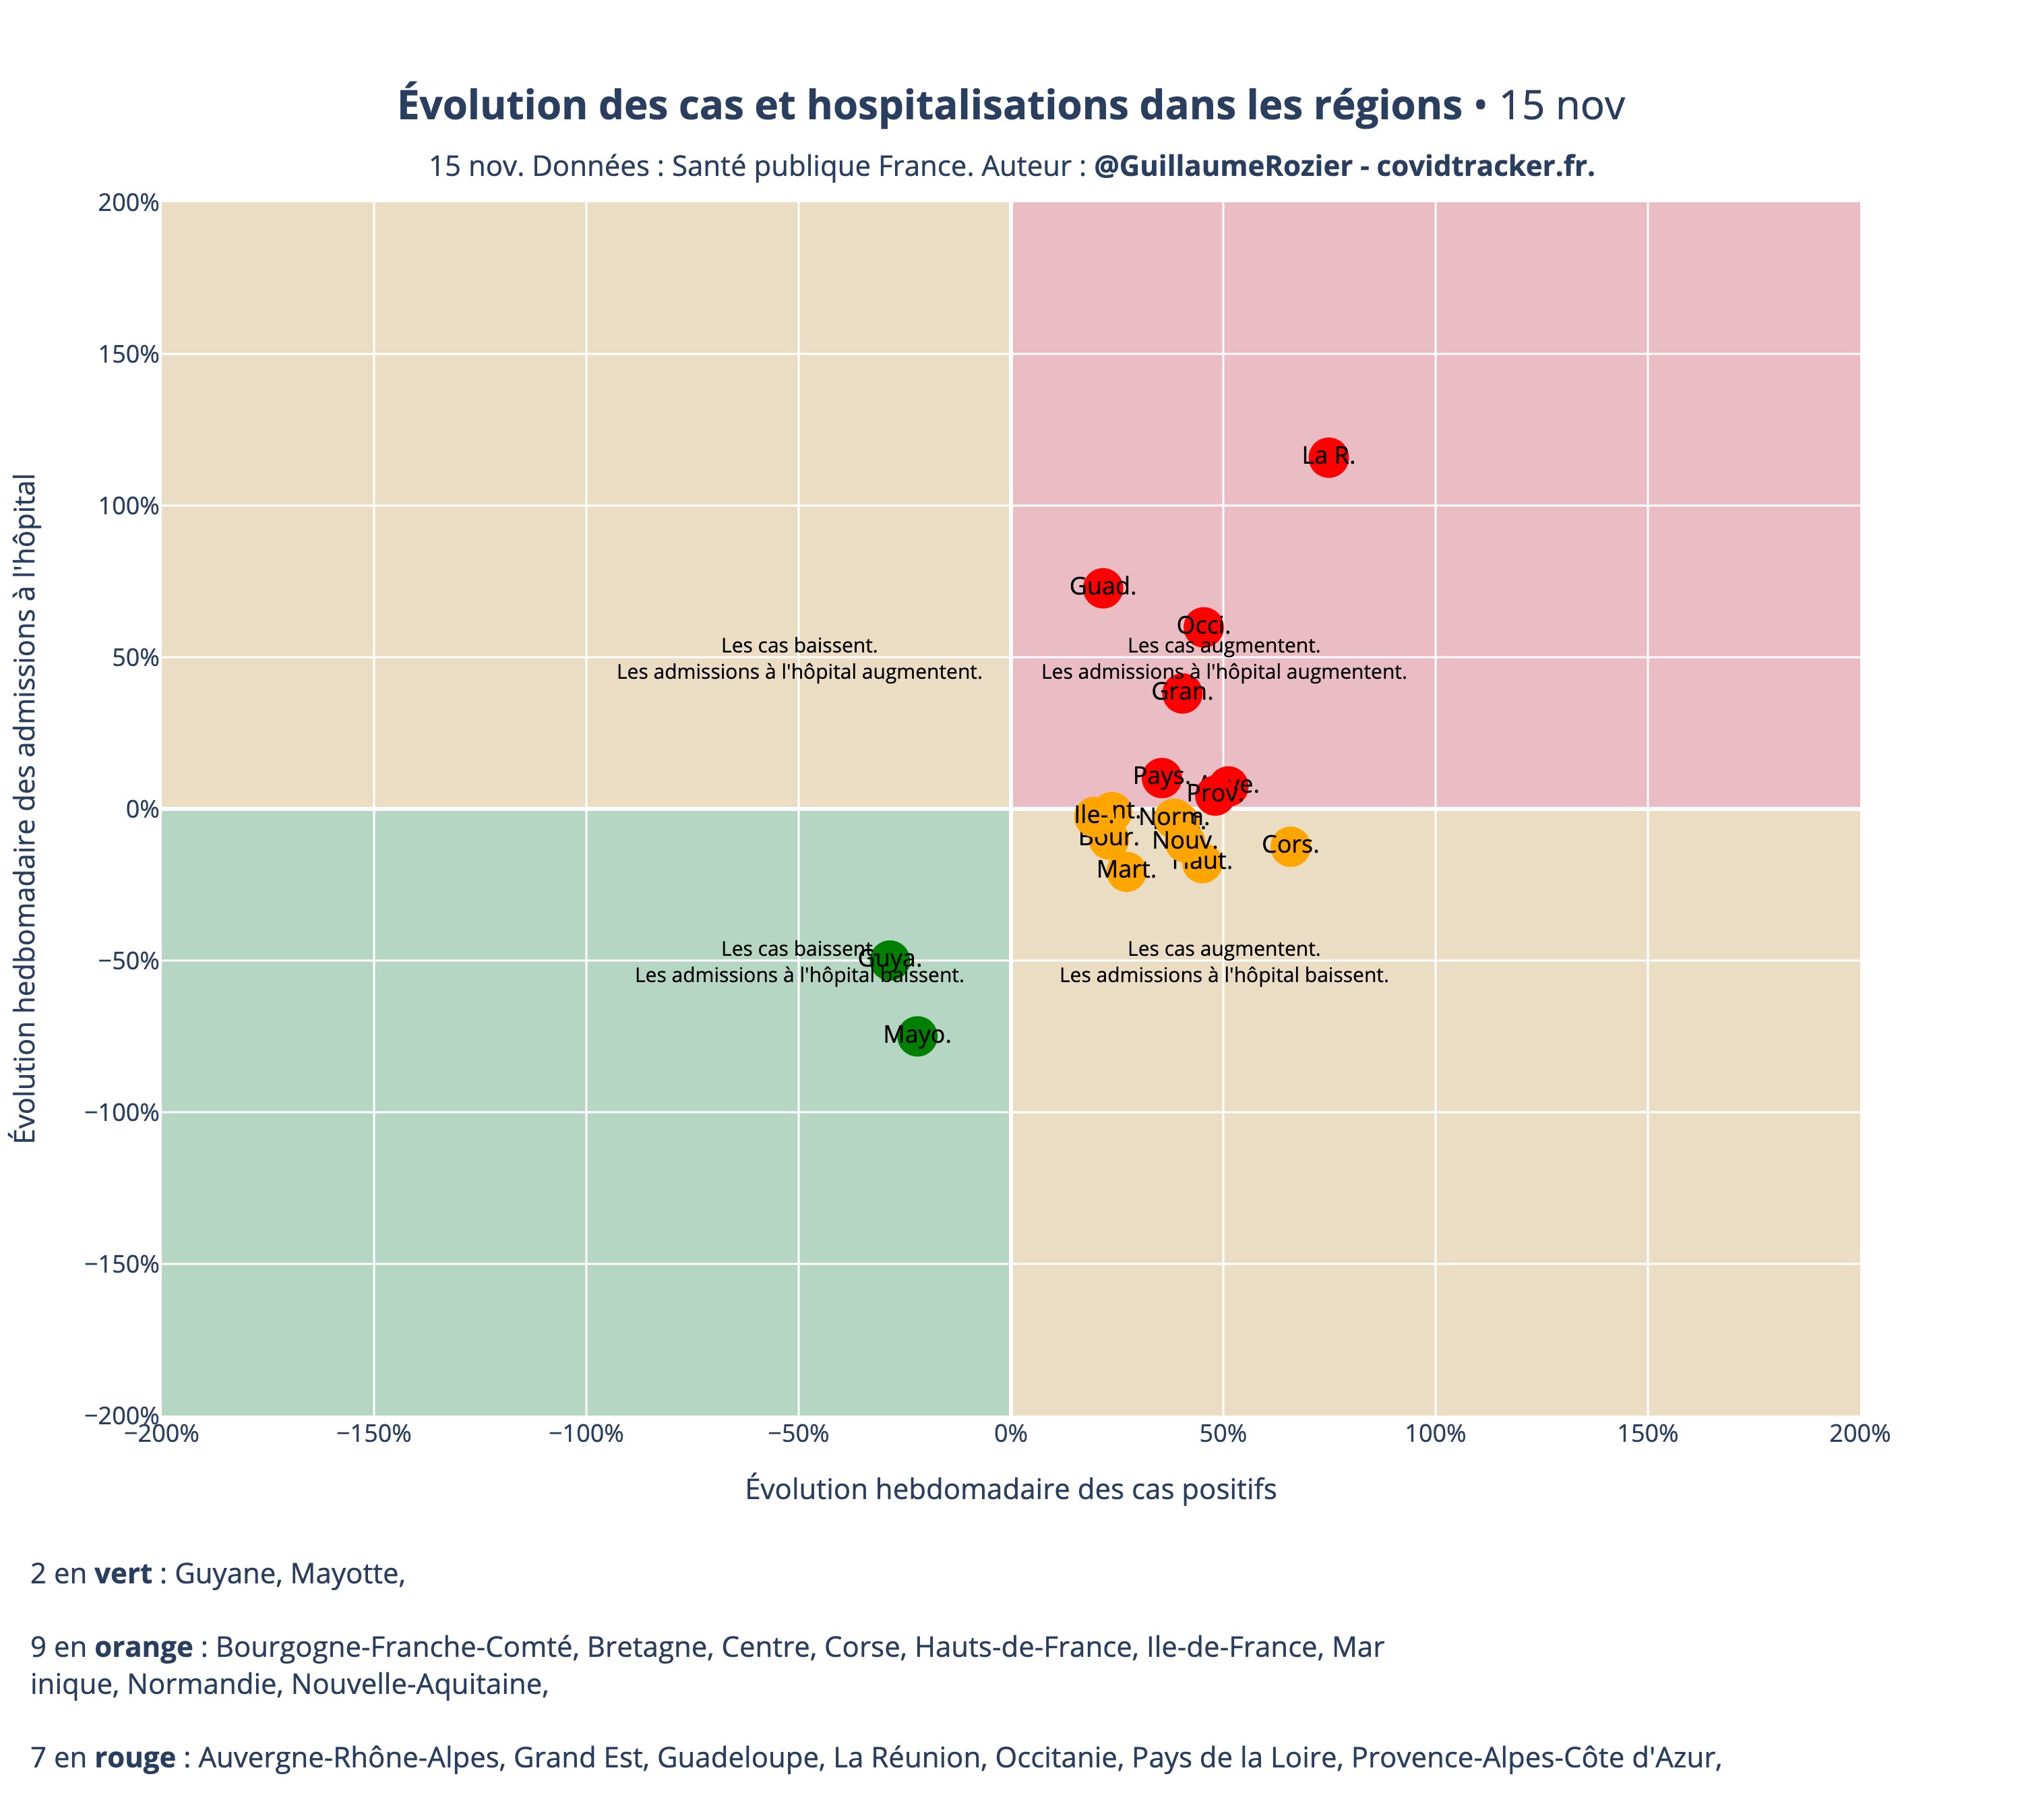 Évolution des cas et hospitalisations dans les régions • 15 nov
15 nov. Données : Santé publique France. Auteur : @GuillaumeRozier - covidtracker.fr.
Évolution hedbomadaire des admissions à l'hôpital
200%
150%
100%
50%
0%
−50%
−100%
−150%
−200%
La R.
Guad.
Occi.
Les cas baissent.
Les admissions à l'hôpital augmentent.
Les cas augmentent.
Les admissions à l'hôpital augmentent.
Gran.
Pays.
Prov.
Ile-.
Norm.
Bour.
Nouv.
Cors.
Mart.
Haut.
Les cas baissent.
Guya.
Les admissions à l'hôpital baissent.
Les cas augmentent.
Les admissions à l'hôpital baissent.
Mayo.
−200%
−150%
−100%
−50%
0%
50%
100%
150%
200%
Évolution hebdomadaire des cas positifs
2 en vert : Guyane, Mayotte,
9 en orange : Bourgogne-Franche-Comté, Bretagne, Centre, Corse, Hauts-de-France, Ile-de-France, Mar
inique, Normandie, Nouvelle-Aquitaine,
7 en rouge : Auvergne-Rhône-Alpes, Grand Est, Guadeloupe, La Réunion, Occitanie, Pays de la Loire, Provence-Alpes-Côte d'Azur,